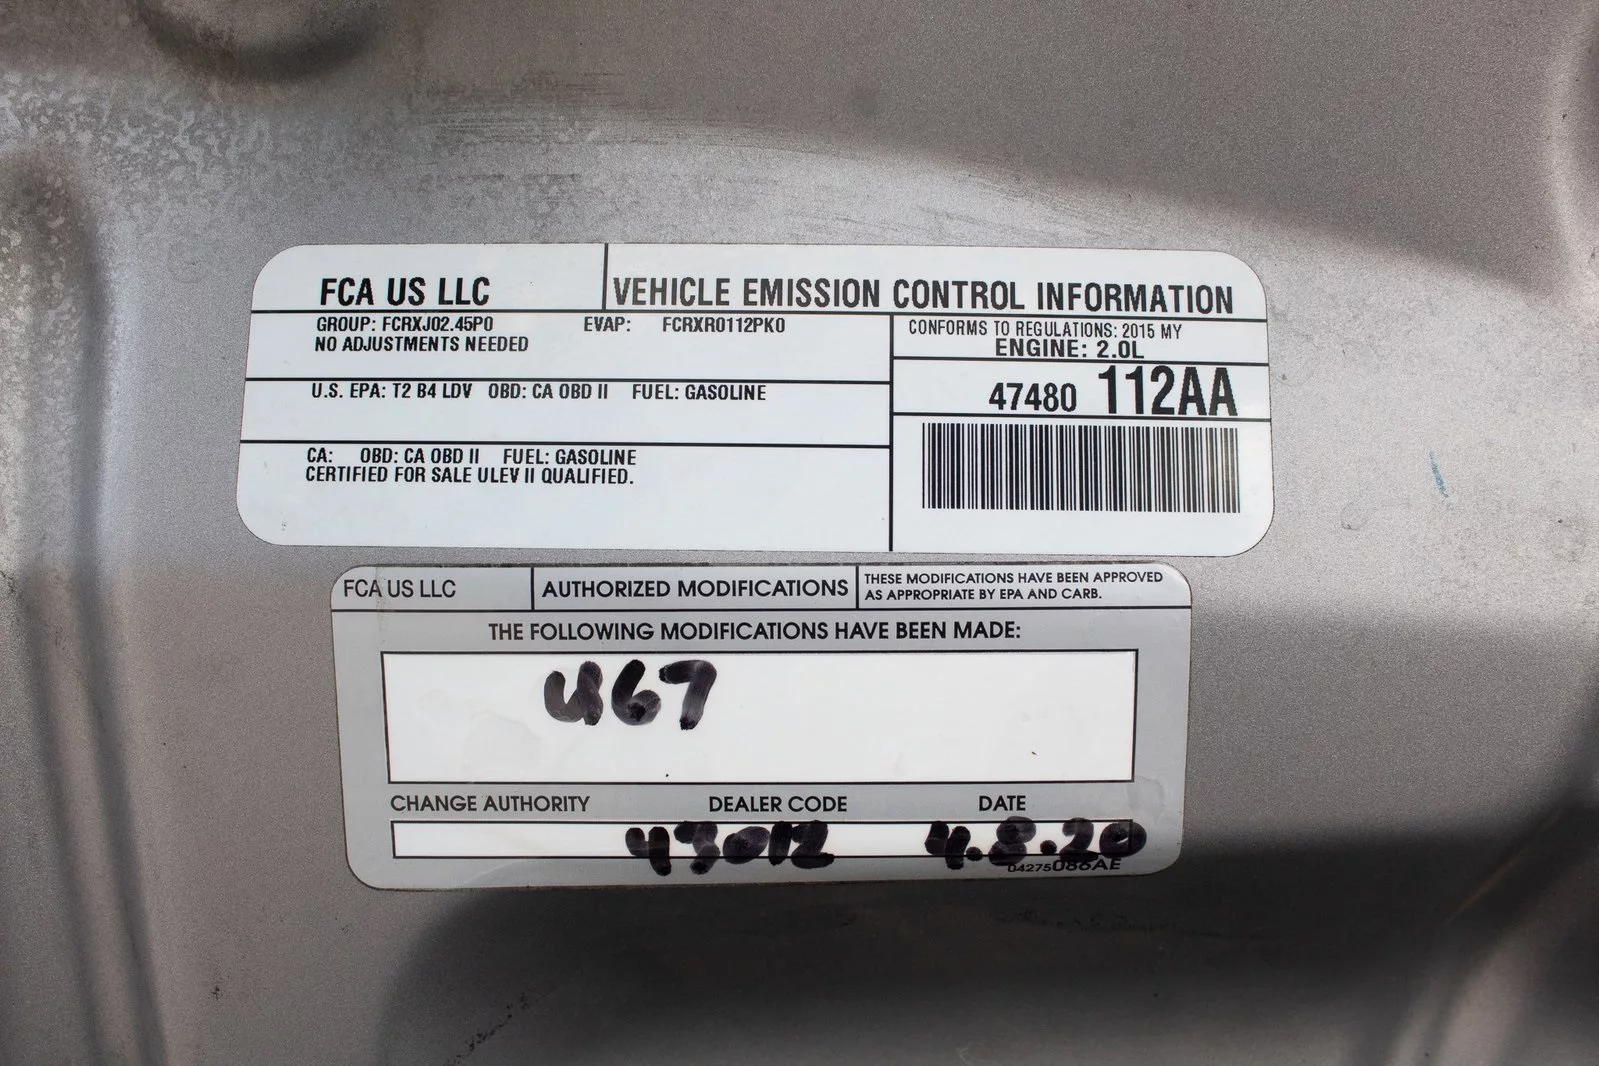 FCA US LLC VEHICLE EMISSION CONTROL INFORMATION
GROUP: FCRXJ02.45P0 EVAP: FCRXR0112PK0
NO ADJUSTMENTS NEEDED
CONFORMS TO REGULATIONS: 2015 MY
ENGINE: 2.0L
U.S. EPA: T2 B4 LDV OBD: CA OBD II FUEL: GASOLINE
47480 112AA
CA: OBD: CA OBD II FUEL: GASOLINE
CERTIFIED FOR SALE ULEV II QUALIFIED.
FCA US LLC AUTHORIZED MODIFICATIONS
THESE MODIFICATIONS HAVE BEEN APPROVED
AS APPROPRIATE BY EPA AND CARB.
THE FOLLOWING MODIFICATIONS HAVE BEEN MADE:
U67
CHANGE AUTHORITY DEALER CODE DATE
43012 4.8.20
04275086AE